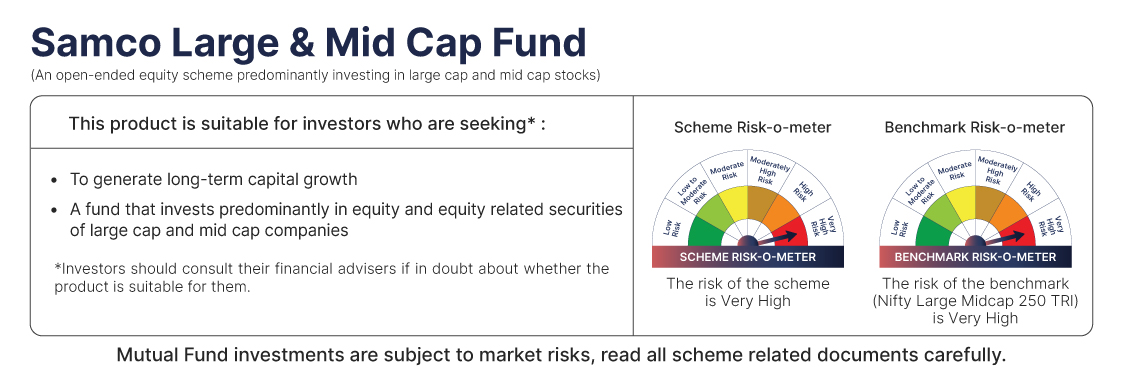 Samco Large & Mid Cap Fund
(An open-ended equity scheme predominantly investing in large cap and mid cap stocks)
This product is suitable for investors who are seeking* :
• To generate long-term capital growth
• A fund that invests predominantly in equity and equity related securities
of large cap and mid cap companies
*Investors should consult their financial advisers if in doubt about whether the
product is suitable for them.
Scheme Risk-o-meter
Low
Risk
Low to
Moderate
Risk
Moderate
Risk
Moderately
High
Risk
High
Risk
Very
High
Risk
SCHEME RISK-O-METER
The risk of the scheme
is Very High
Benchmark Risk-o-meter
Low
Risk
Low to
Moderate
Risk
Moderate
Risk
Moderately
High
Risk
High
Risk
Very
High
Risk
BENCHMARK RISK-O-METER
The risk of the benchmark
(Nifty Large Midcap 250 TRI)
is Very High
Mutual Fund investments are subject to market risks, read all scheme related documents carefully.